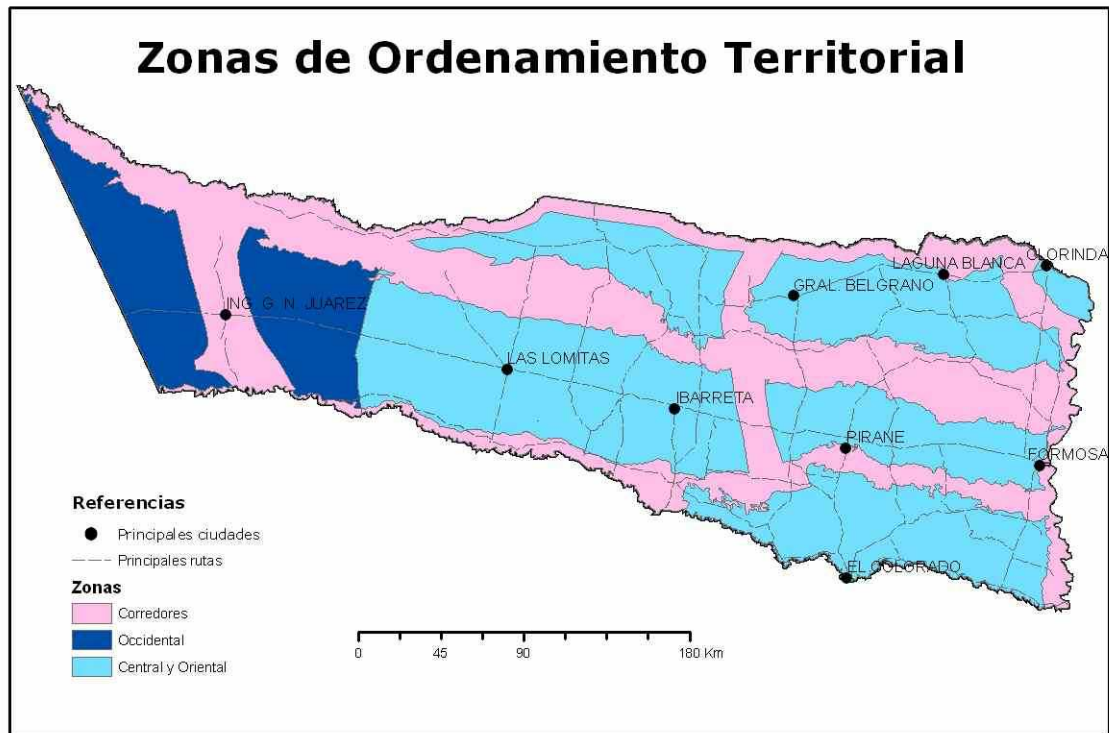 Zonas de Ordenamiento Territorial
CLORINDA
LAGUNA BLANCA
GRAL. BELGRANO
ING. G. N. JUAREZ
LAS LOMITAS
IBARRETA
PIRANE
FORMOSA
EL COLORADO
Referencias
Principales ciudades
Principales rutas
Zonas
Corredores
Occidental
Central y Oriental
0 45 90 180 Km